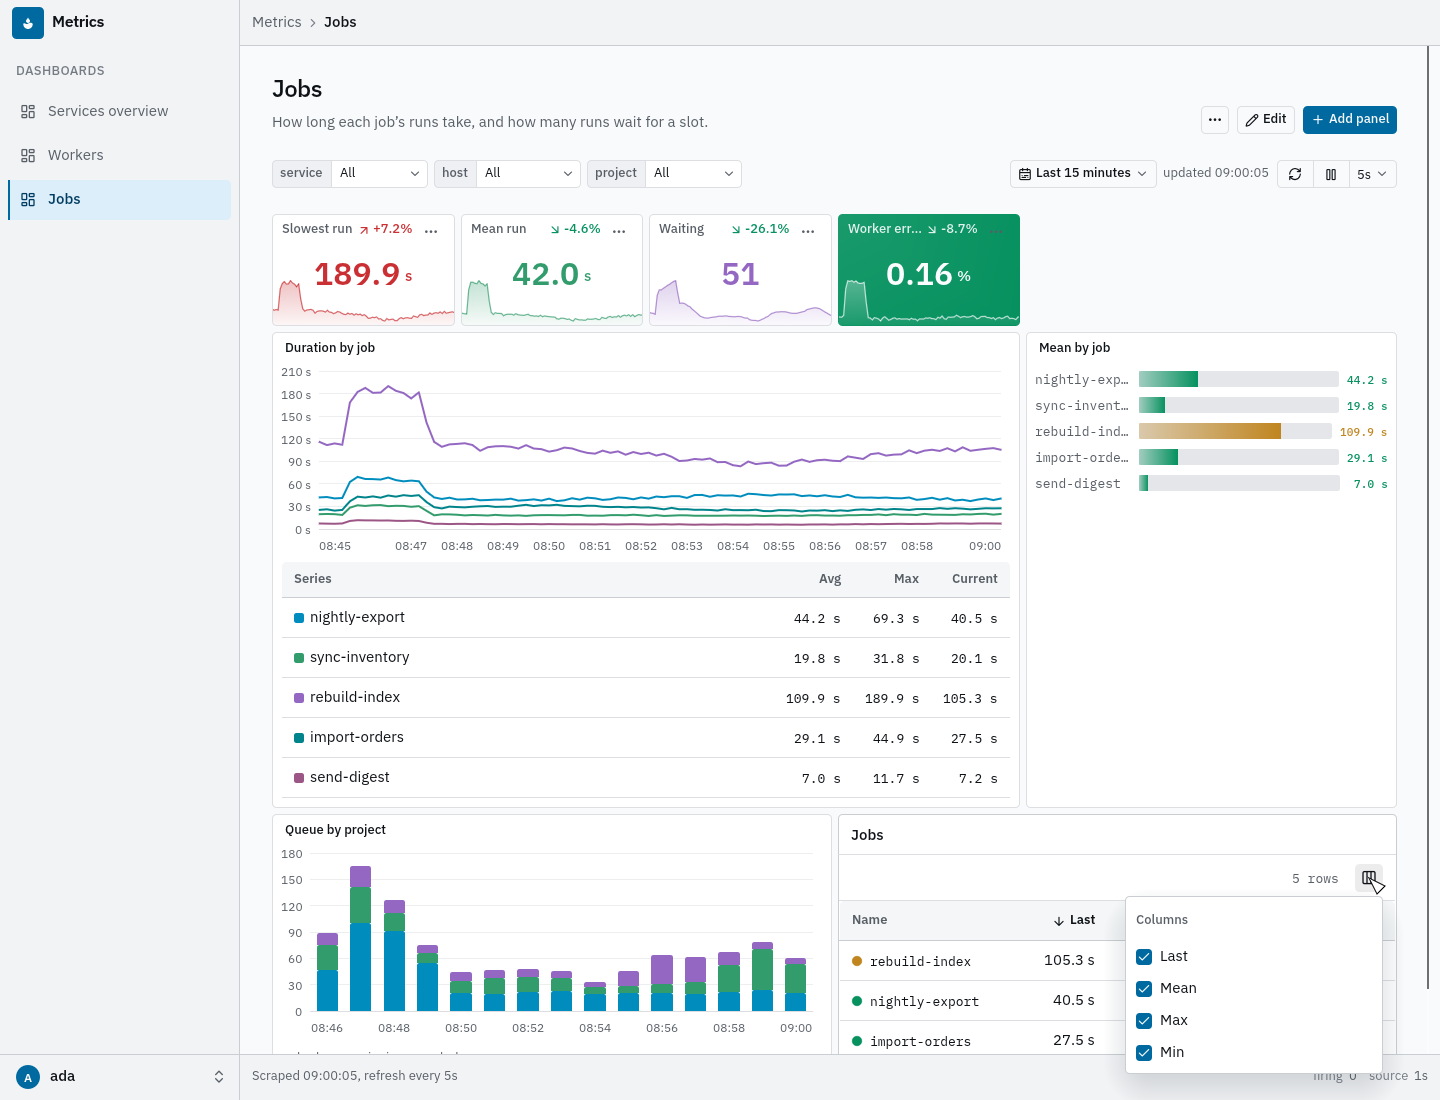 Metrics
Metrics > Jobs
DASHBOARDS
Services overview
Workers
Jobs
Jobs
How long each job's runs take, and how many runs wait for a slot.
Edit
Add panel
service All
host All
project All
Last 15 minutes
updated 09:00:05
5s
Slowest run +7.2%
189.9 s
Mean run -4.6%
42.0 s
Waiting -26.1%
51
Worker err... -8.7%
0.16 %
Duration by job
210 s
180 s
150 s
120 s
90 s
60 s
30 s
0 s
08:45 08:47 08:48 08:49 08:50 08:51 08:52 08:53 08:54 08:55 08:56 08:57 08:58 09:00
Series Avg Max Current
nightly-export 44.2 s 69.3 s 40.5 s
sync-inventory 19.8 s 31.8 s 20.1 s
rebuild-index 109.9 s 189.9 s 105.3 s
import-orders 29.1 s 44.9 s 27.5 s
send-digest 7.0 s 11.7 s 7.2 s
Mean by job
nightly-exp… 44.2 s
sync-invent… 19.8 s
rebuild-ind… 109.9 s
import-orde… 29.1 s
send-digest 7.0 s
Queue by project
180
150
120
90
60
30
0
08:46 08:48 08:50 08:52 08:54 08:56 08:58 09:00
Jobs
5 rows
Name Last
rebuild-index 105.3 s
nightly-export 40.5 s
import-orders 27.5 s
Columns
Last
Mean
Max
Min
A ada
Scraped 09:00:05, refresh every 5s
firing 0 source 1s